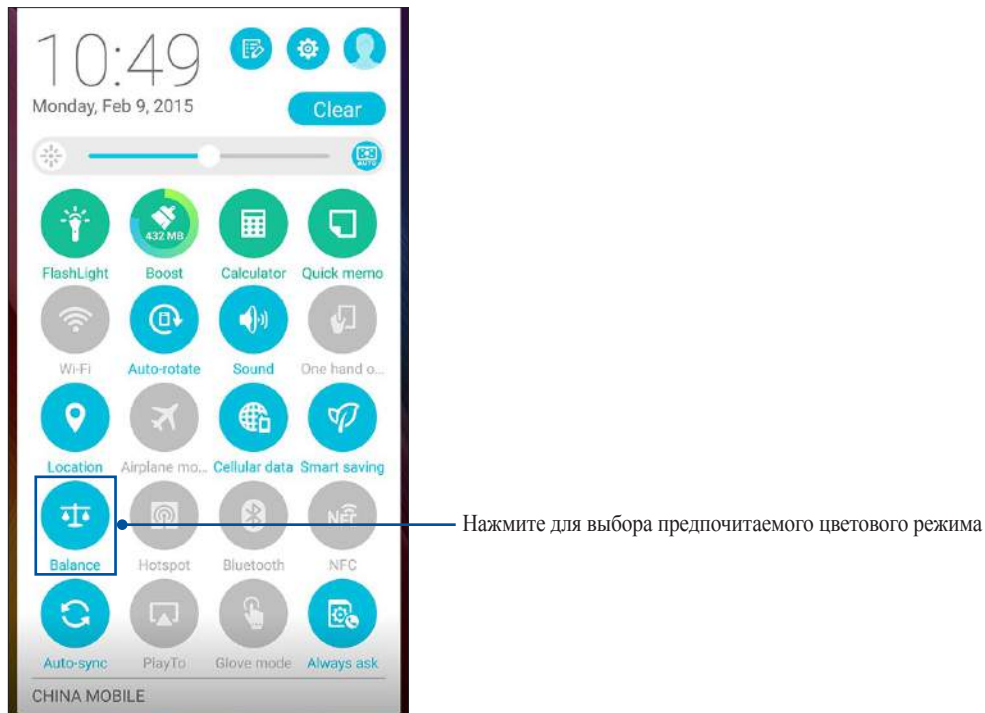 10:49
Monday, Feb 9, 2015
Clear
AUTO
432 MB
FlashLight Boost Calculator Quick memo
Wi-Fi Auto-rotate Sound One hand o...
Location Airplane mo... Cellular data Smart saving
NFC
Нажмите для выбора предпочитаемого цветового режима
Balance Hotspot Bluetooth NFC
Auto-sync PlayTo Glove mode Always ask
CHINA MOBILE